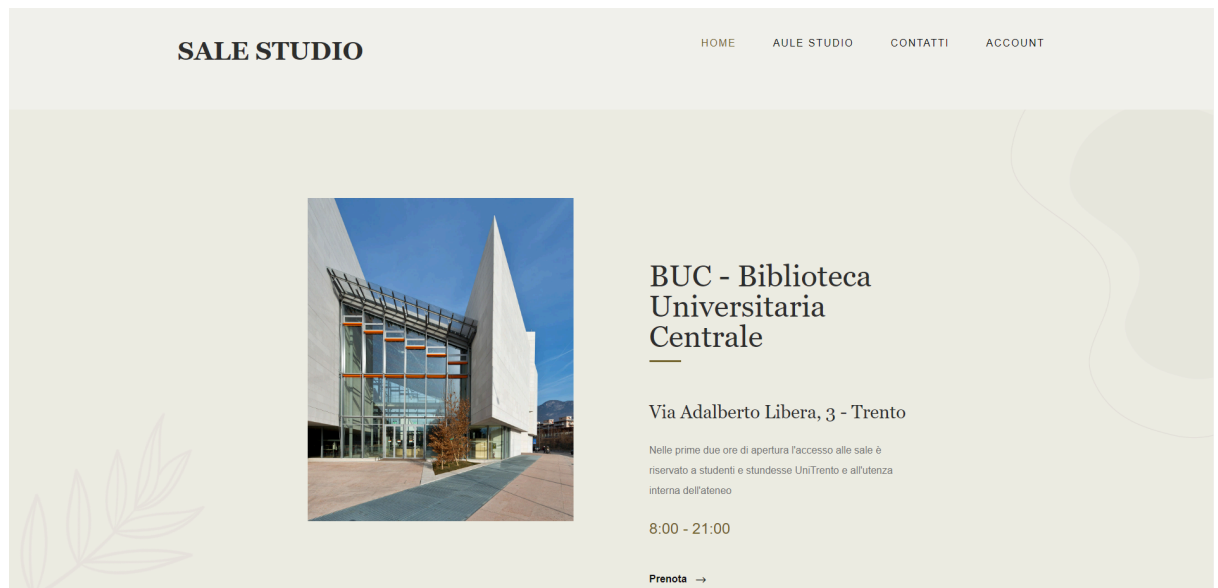 SALE STUDIO
HOME
AULE STUDIO
CONTATTI
ACCOUNT
BUC - Biblioteca
Universitaria
Centrale
Via Adalberto Libera, 3 - Trento
Nelle prime due ore di apertura l'accesso alle sale è
riservato a studenti e stundesse UniTrento e all'utenza
interna dell'ateneo
8:00 - 21:00
Prenota →